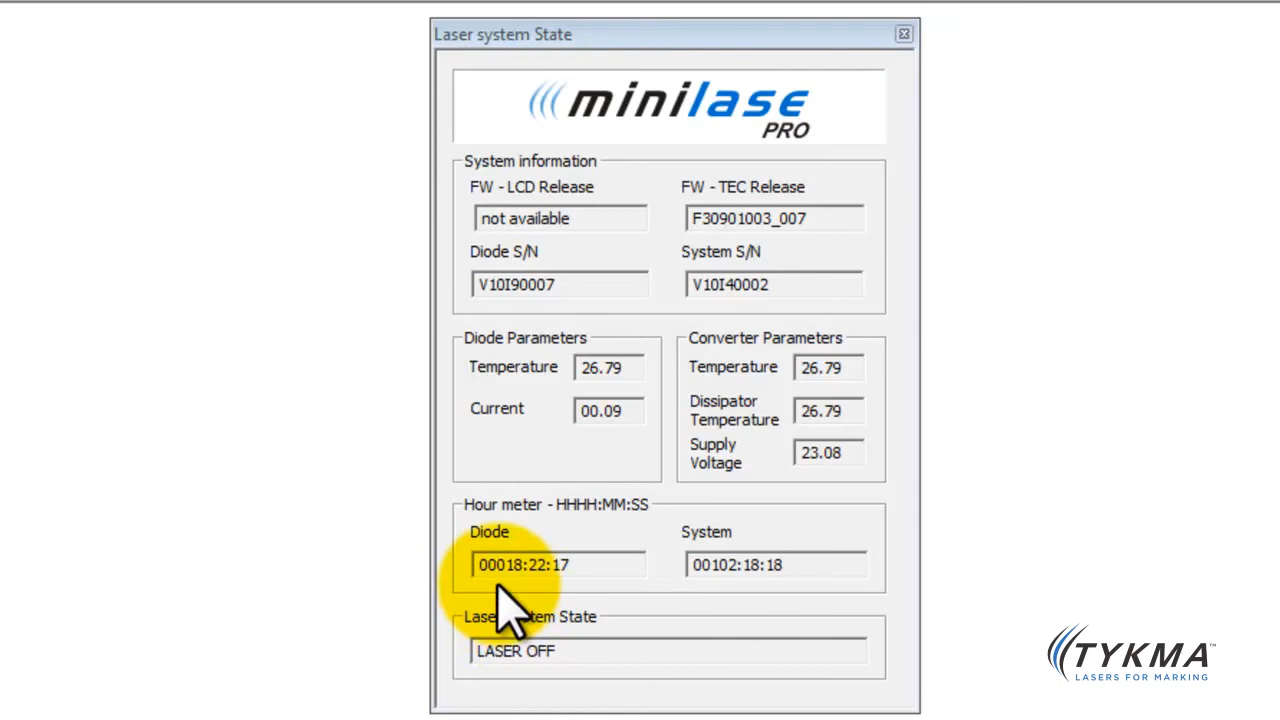 Laser system State
minilase
PRO
System information
FW - LCD Release
FW - TEC Release
not available
F30901003_007
Diode S/N
System S/N
V10I90007
V10I40002
Diode Parameters
Converter Parameters
Temperature
26.79
Temperature
26.79
Current
00.09
Dissipator
Temperature
26.79
Supply
Voltage
23.08
Hour meter - HHHH:MM:SS
Diode
System
00018:22:17
00102:18:18
Lase tem State
LASER OFF
TYKMA™
LASERS FOR MARKING